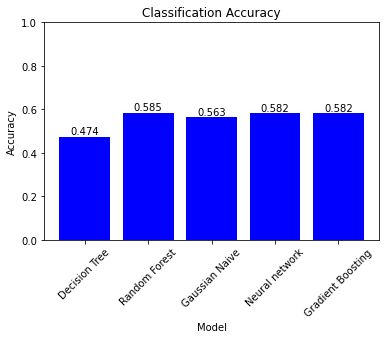 Classification Accuracy
1.0
0.8
0.6
0.4
0.2
0.0
Accuracy
0.474
0.585
0.563
0.582
0.582
Decision Tree
Random Forest
Gaussian Naive
Neural network
Gradient Boosting
Model